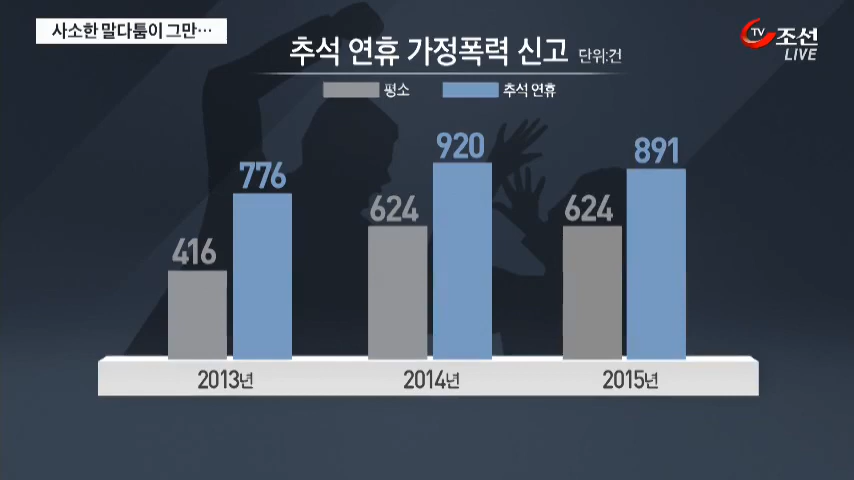 사소한 말다툼이 그만…
TV조선
LIVE
추석 연휴 가정폭력 신고 단위:건
평소 추석 연휴
416 776 624 920 624 891
2013년 2014년 2015년